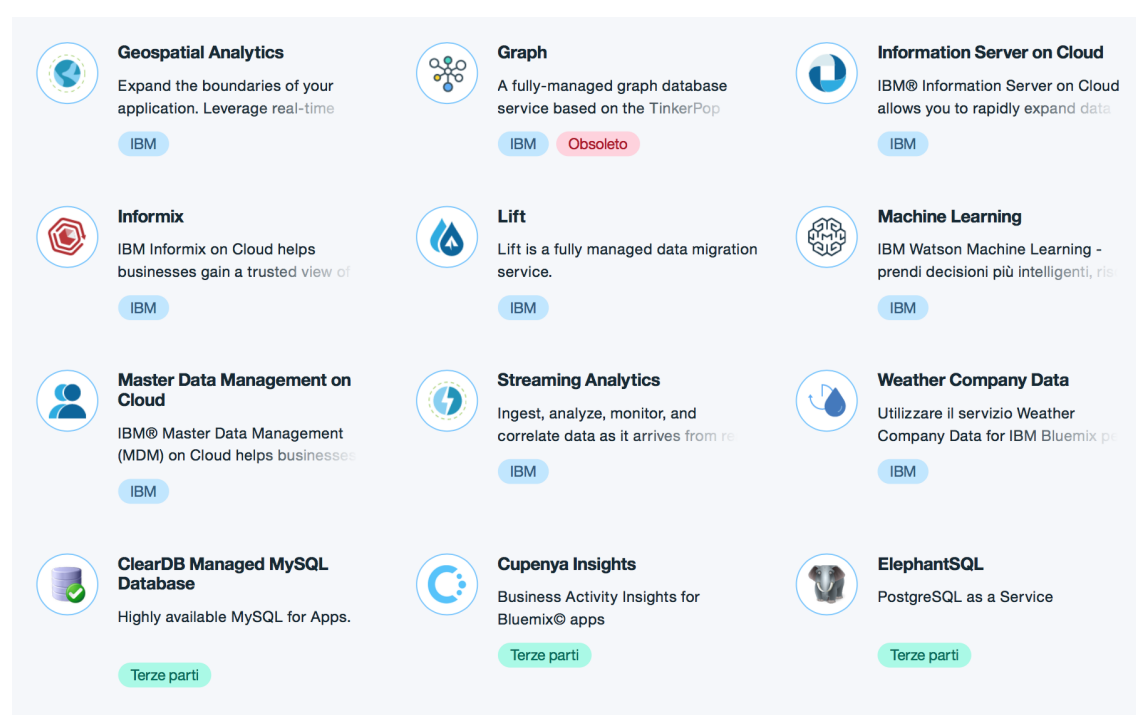 Geospatial Analytics
Expand the boundaries of your
application. Leverage real-time
IBM
Graph
A fully-managed graph database
service based on the TinkerPop
IBM Obsoleto
Information Server on Cloud
IBM® Information Server on Cloud
allows you to rapidly expand data
IBM
Informix
IBM Informix on Cloud helps
businesses gain a trusted view of
IBM
Lift
Lift is a fully managed data migration
service.
IBM
Machine Learning
IBM Watson Machine Learning -
prendi decisioni più intelligenti,
IBM
Master Data Management on
Cloud
IBM® Master Data Management
(MDM) on Cloud helps businesses
IBM
Streaming Analytics
Ingest, analyze, monitor, and
correlate data as it arrives from
IBM
Weather Company Data
Utilizzare il servizio Weather
Company Data for IBM Bluemix
IBM
ClearDB Managed MySQL
Database
Highly available MySQL for Apps.
Terze parti
Cupenya Insights
Business Activity Insights for
Bluemix© apps
Terze parti
ElephantSQL
PostgreSQL as a Service
Terze parti